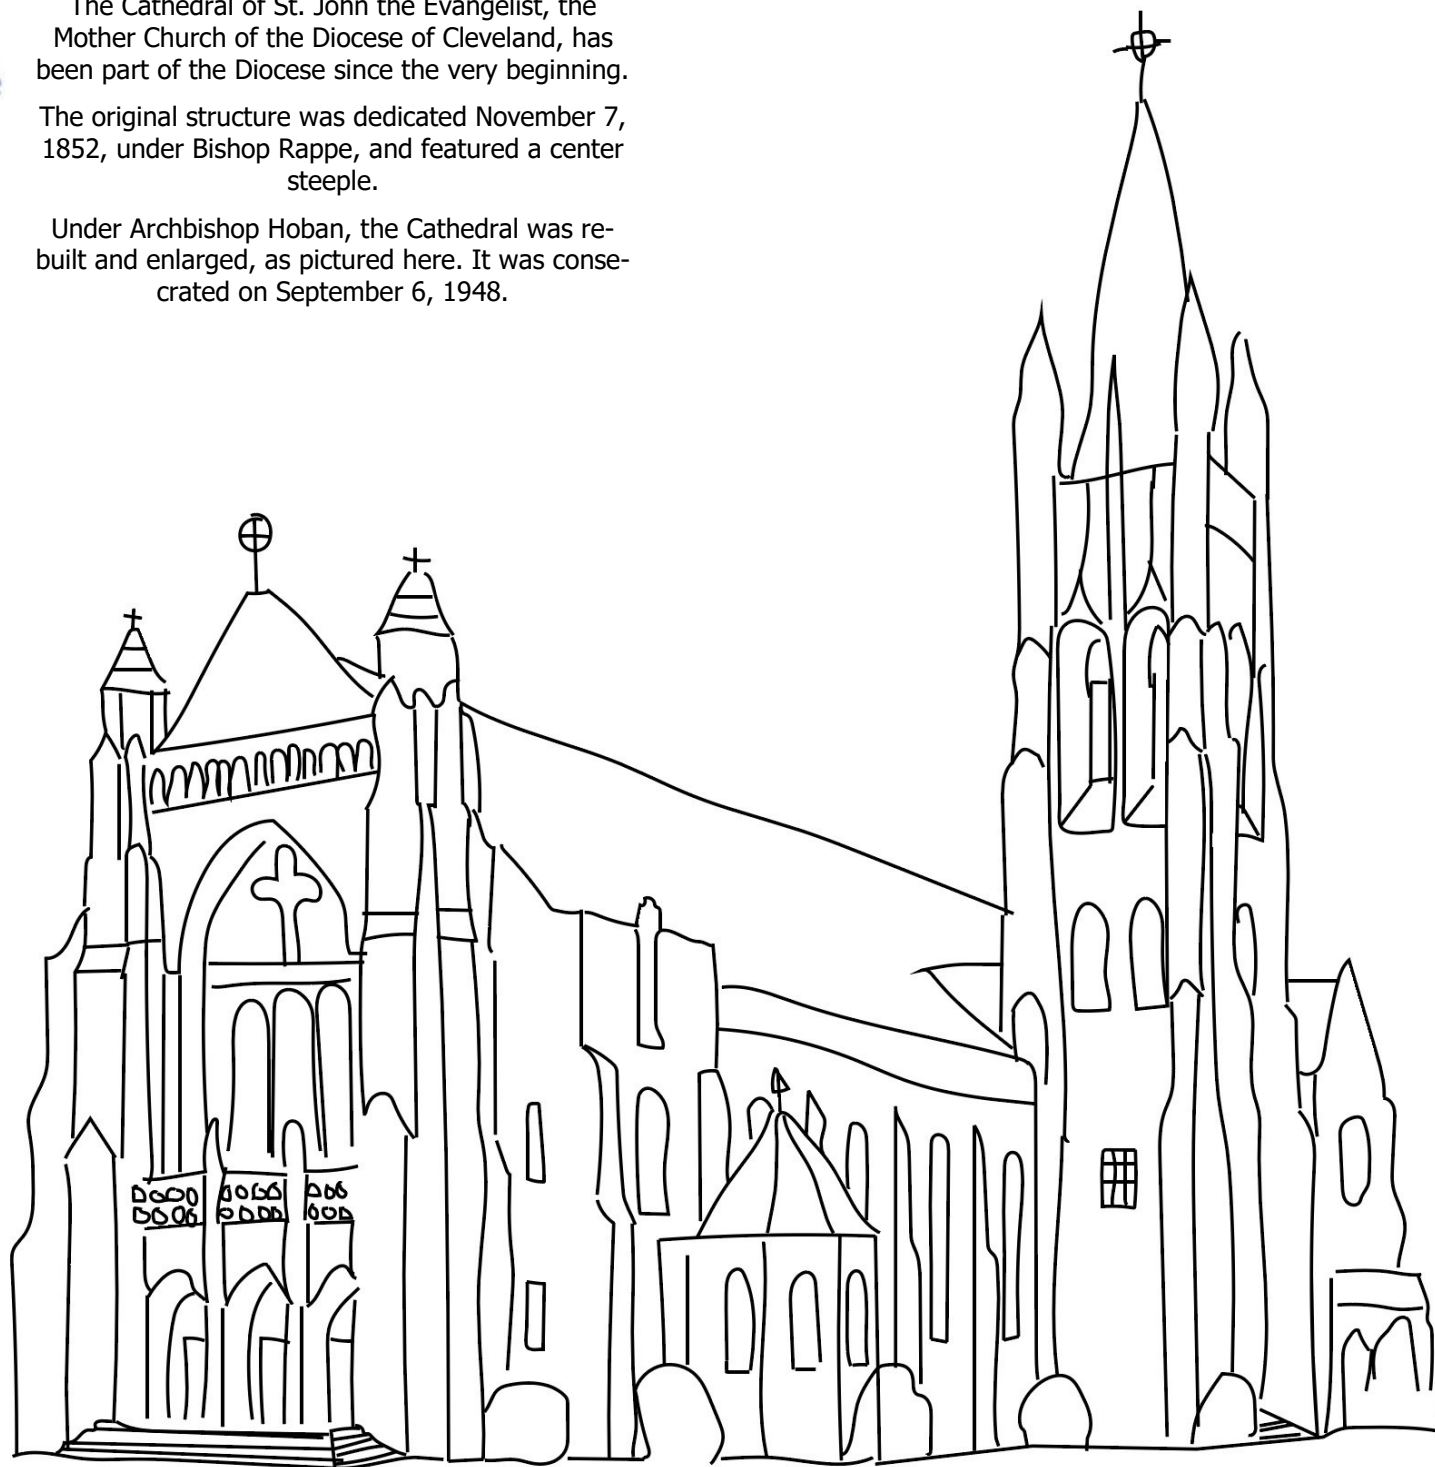 The Cathedral of St. John the Evangelist, the
Mother Church of the Diocese of Cleveland, has
been part of the Diocese since the very beginning.
The original structure was dedicated November 7,
1852, under Bishop Rappe, and featured a center
steeple.
Under Archbishop Hoban, the Cathedral was re-
built and enlarged, as pictured here. It was conse-
crated on September 6, 1948.